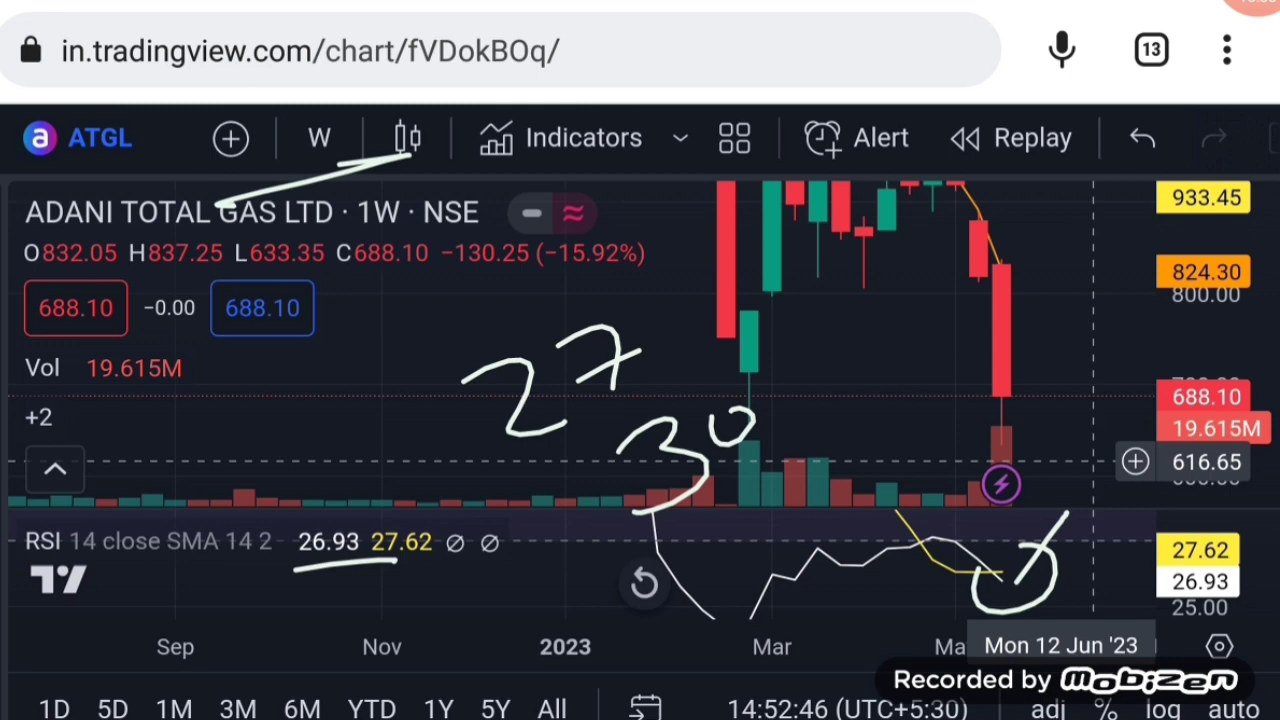 in.tradingview.com/chart/fVDokBOq/
13
a ATGL
W
Indicators
Alert
Replay
ADANI TOTAL GAS LTD · 1W · NSE
O832.05 H837.25 L633.35 C688.10 −130.25 (−15.92%)
688.10 −0.00 688.10
Vol 19.615M
+2
933.45
824.30
800.00
688.10
19.615M
616.65
27
30
RSI 14 close SMA 14 2 26.93 27.62 ∅ ∅
27.62
26.93
25.00
Sep Nov 2023 Mar
Mon 12 Jun '23
Recorded by mobizen
1D 5D 1M 3M 6M YTD 1Y 5Y All 14:52:46 (UTC+5:30) adj % log auto